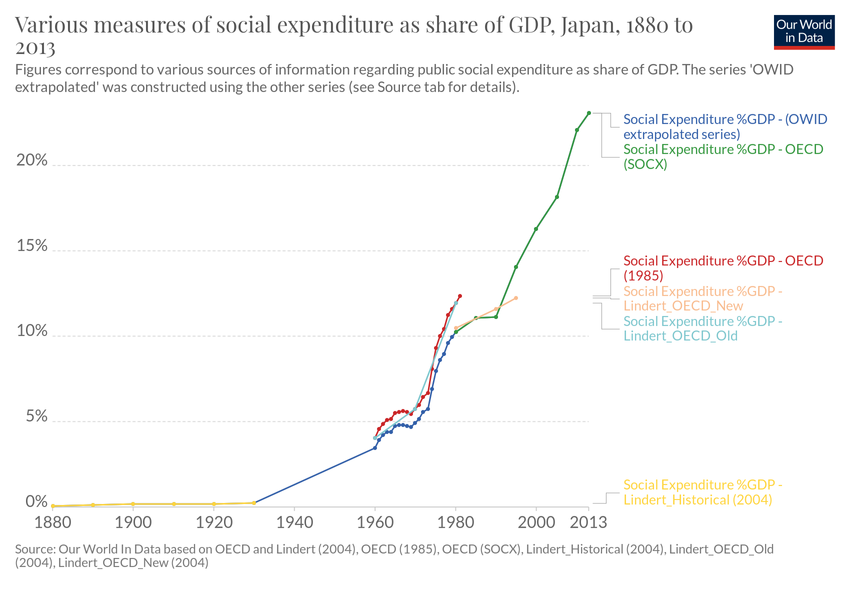 Various measures of social expenditure as share of GDP, Japan, 1880 to
2013
Our World
in Data
Figures correspond to various sources of information regarding public social expenditure as share of GDP. The series 'OWID
extrapolated' was constructed using the other series (see Source tab for details).
Social Expenditure %GDP - (OWID
extrapolated series)
Social Expenditure %GDP - OECD
(SOCX)
20%
15%
Social Expenditure %GDP - OECD
(1985)
Social Expenditure %GDP -
Lindert_OECD_New
Social Expenditure %GDP -
Lindert_OECD_Old
10%
5%
Social Expenditure %GDP -
Lindert_Historical (2004)
0%
1880 1900 1920 1940 1960 1980 2000 2013
Source: Our World In Data based on OECD and Lindert (2004), OECD (1985), OECD (SOCX), Lindert_Historical (2004), Lindert_OECD_Old
(2004), Lindert_OECD_New (2004)